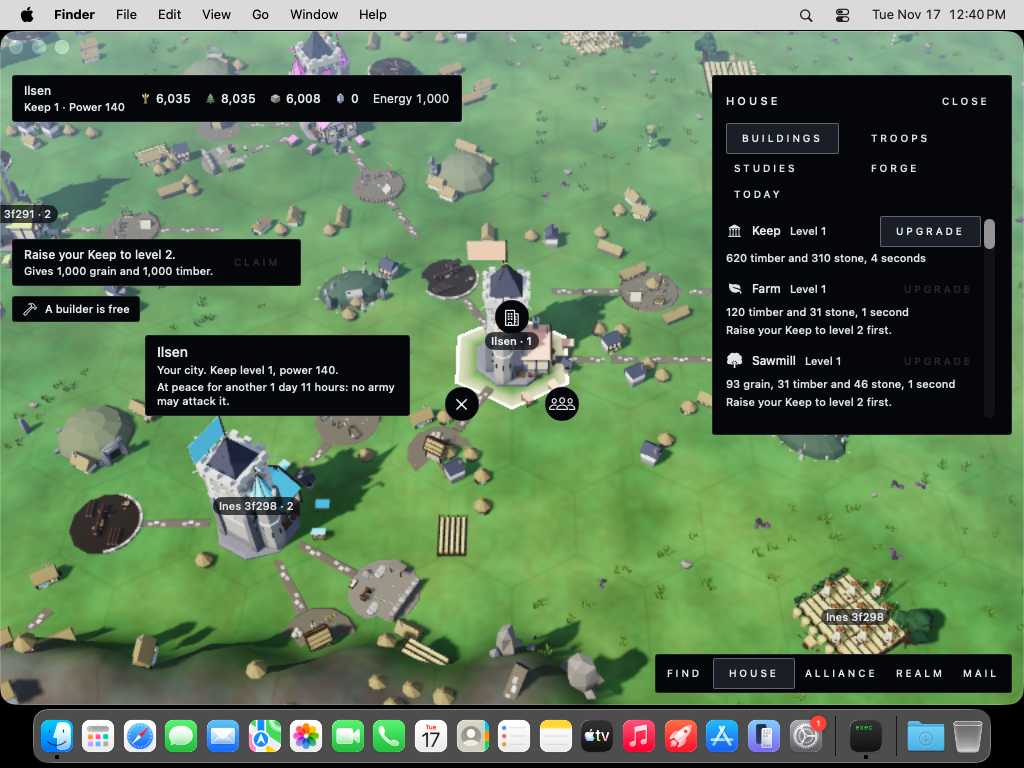 Finder File Edit View Go Window Help Tue Nov 17 12:40 PM
Ilsen
Keep 1 · Power 140
6,035 8,035 6,008 0 Energy 1,000
3f291 · 2
Raise your Keep to level 2.
Gives 1,000 grain and 1,000 timber.
CLAIM
A builder is free
Ilsen
Your city. Keep level 1, power 140.
At peace for another 1 day 11 hours: no army
may attack it.
Ilsen · 1
Ines 3f298 · 2
Ines 3f298
HOUSE CLOSE
BUILDINGS TROOPS
STUDIES FORGE
TODAY
Keep Level 1 UPGRADE
620 timber and 310 stone, 4 seconds
Farm Level 1 UPGRADE
120 timber and 31 stone, 1 second
Raise your Keep to level 2 first.
Sawmill Level 1 UPGRADE
93 grain, 31 timber and 46 stone, 1 second
Raise your Keep to level 2 first.
FIND HOUSE ALLIANCE REALM MAIL
Tue
17
tv
1
exec